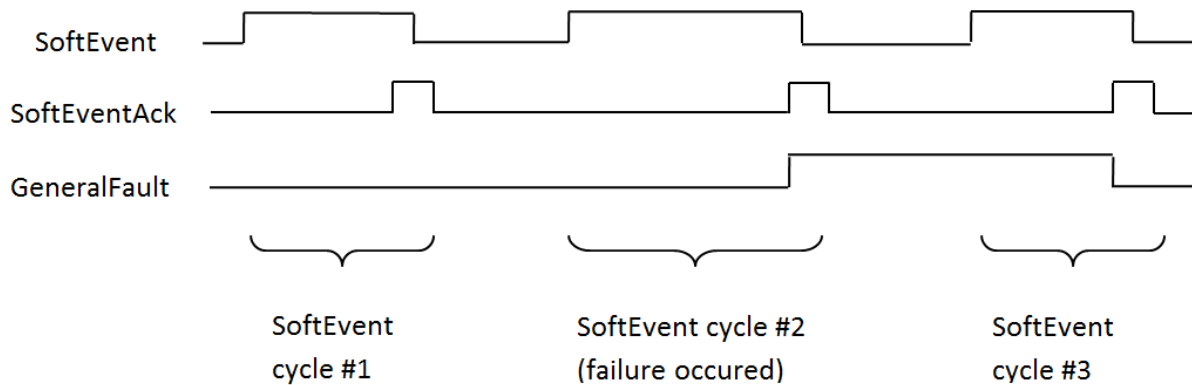 SoftEvent
SoftEventAck
GeneralFault
SoftEvent
cycle #1
SoftEvent cycle #2
(failure occured)
SoftEvent
cycle #3